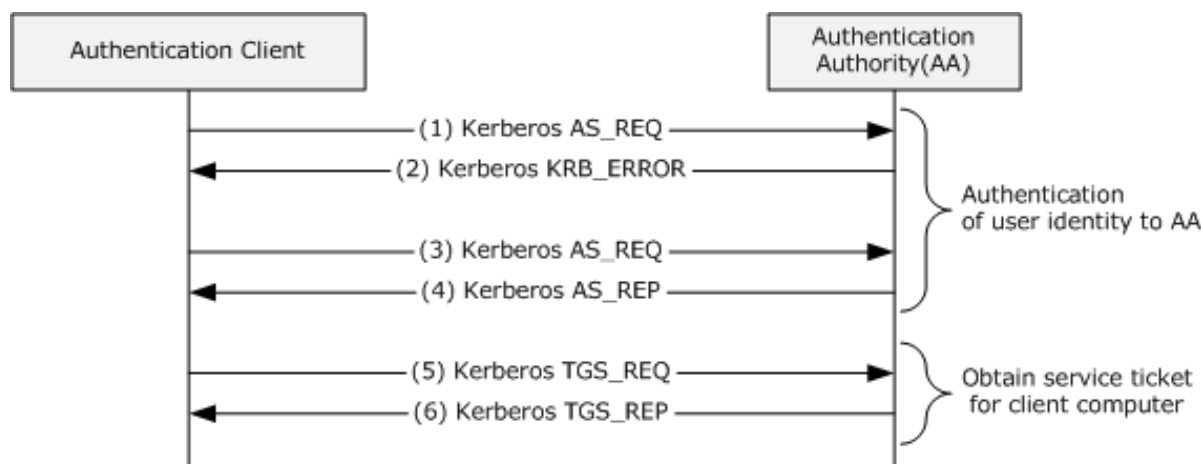 Authentication Client
Authentication
Authority(AA)
(1) Kerberos AS_REQ
(2) Kerberos KRB_ERROR
Authentication
of user identity to AA
(3) Kerberos AS_REQ
(4) Kerberos AS_REP
(5) Kerberos TGS_REQ
(6) Kerberos TGS_REP
Obtain service ticket
for client computer